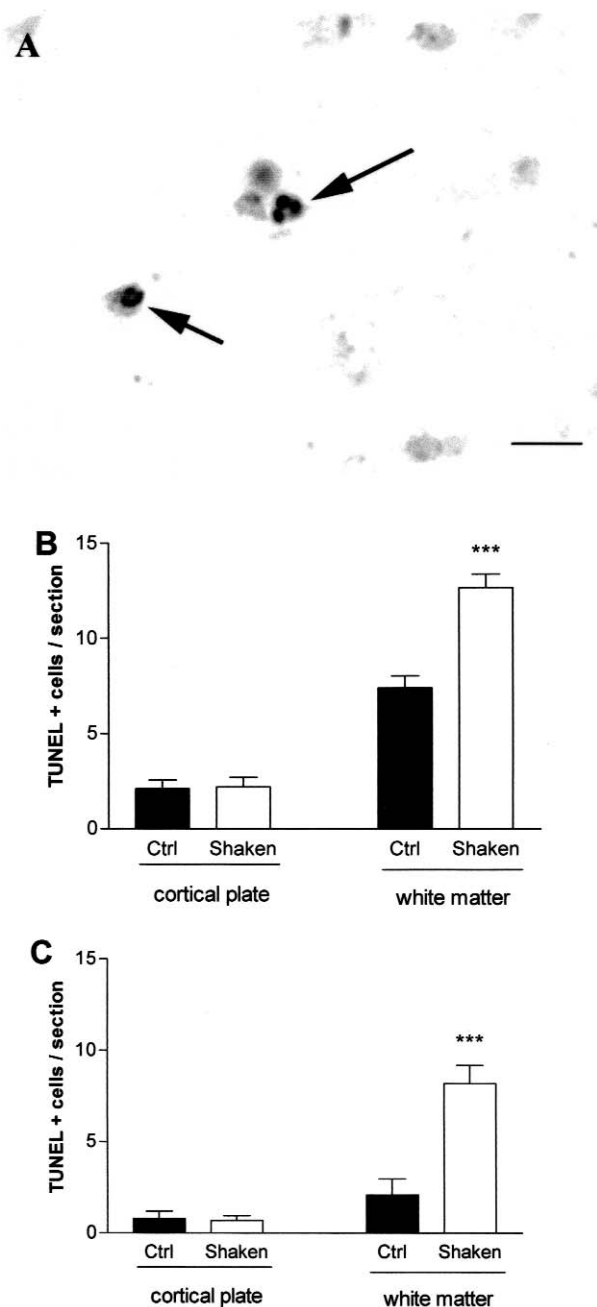 A
B
15
***
10
TUNEL + cells / section
5
0
Ctrl Shaken Ctrl Shaken
cortical plate white matter
C
15
***
10
TUNEL + cells / section
5
0
Ctrl Shaken Ctrl Shaken
cortical plate white matter